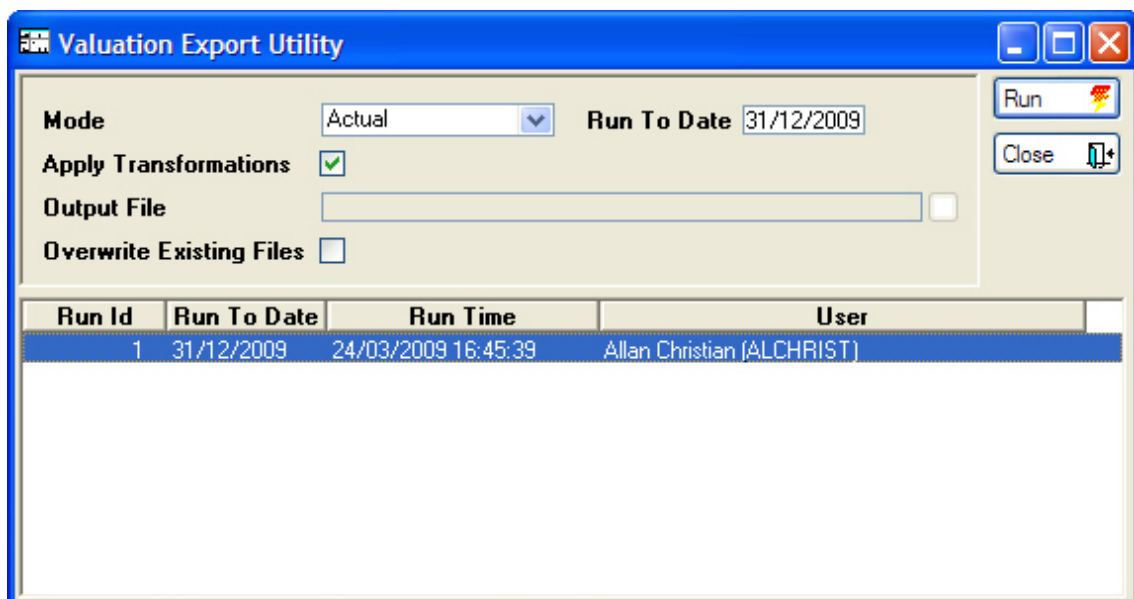 Valuation Export Utility
Mode Actual Run To Date 31/12/2009 Run
Apply Transformations Close
Output File
Overwrite Existing Files
Run Id Run To Date Run Time User
1 31/12/2009 24/03/2009 16:45:39 Allan Christian (ALCHRIST)